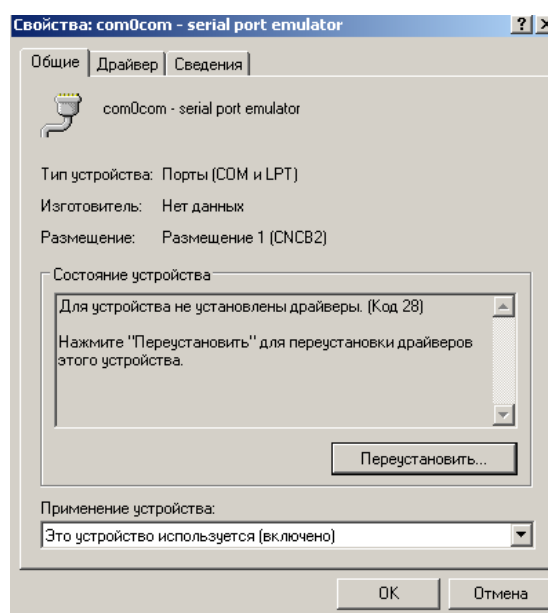 Свойства: com0com - serial port emulator
Общие
Драйвер
Сведения
com0com - serial port emulator
Тип устройства: Порты (COM и LPT)
Изготовитель: Нет данных
Размещение: Размещение 1 (CNCB2)
Состояние устройства
Для устройства не установлены драйверы. (Код 28)
Нажмите "Переустановить" для переустановки драйверов
этого устройства.
Переустановить...
Применение устройства:
Это устройство используется (включено)
OK
Отмена